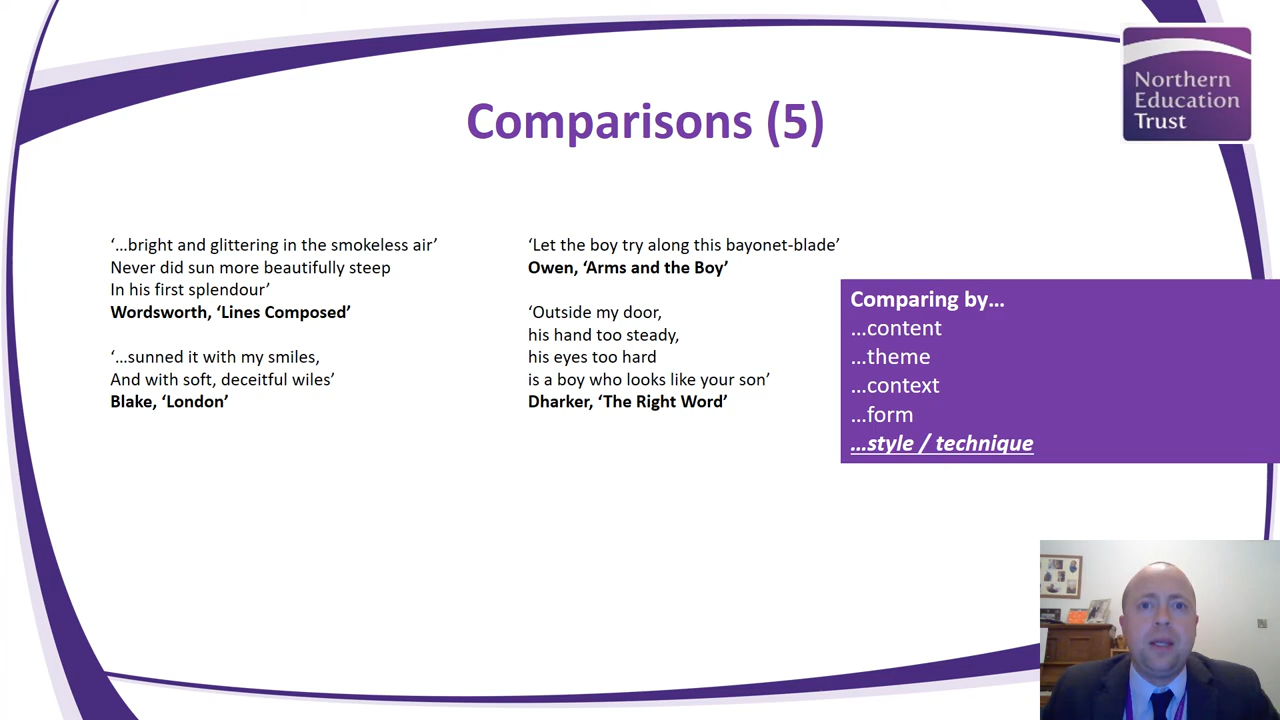 Northern
Education
Trust
Comparisons (5)
‘…bright and glittering in the smokeless air’
Never did sun more beautifully steep
In his first splendour’
Wordsworth, ‘Lines Composed’
‘…sunned it with my smiles,
And with soft, deceitful wiles’
Blake, ‘London’
‘Let the boy try along this bayonet-blade’
Owen, ‘Arms and the Boy’
‘Outside my door,
his hand too steady,
his eyes too hard
is a boy who looks like your son’
Dharker, ‘The Right Word’
Comparing by…
…content
…theme
…context
…form
…style / technique